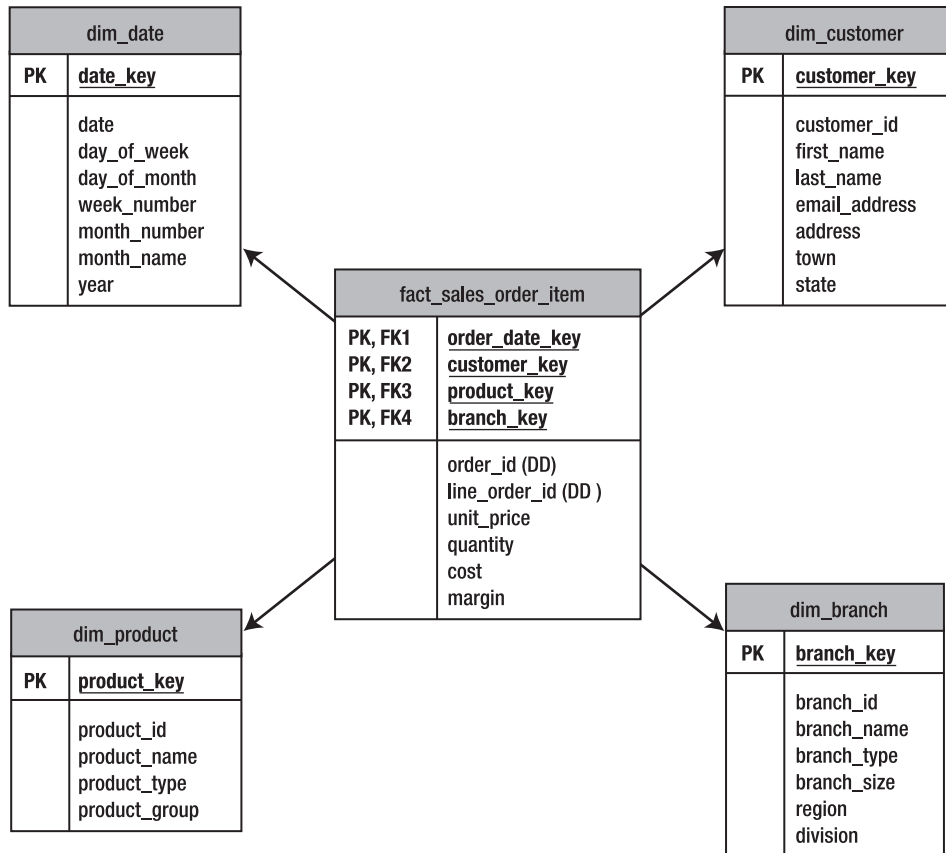 dim_date
PK date_key
date
day_of_week
day_of_month
week_number
month_number
month_name
year
dim_customer
PK customer_key
customer_id
first_name
last_name
email_address
address
town
state
fact_sales_order_item
PK, FK1 order_date_key
PK, FK2 customer_key
PK, FK3 product_key
PK, FK4 branch_key
order_id (DD)
line_order_id (DD )
unit_price
quantity
cost
margin
dim_product
PK product_key
product_id
product_name
product_type
product_group
dim_branch
PK branch_key
branch_id
branch_name
branch_type
branch_size
region
division